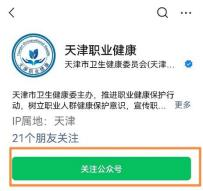 天津职业健康
天津市卫生健康委员会(天津...
天津市卫生健康委主办，推进职业健康保护行
动，树立职业人群健康保护意识，宣传职... 更多
IP属地：天津
21个朋友关注
关注公众号